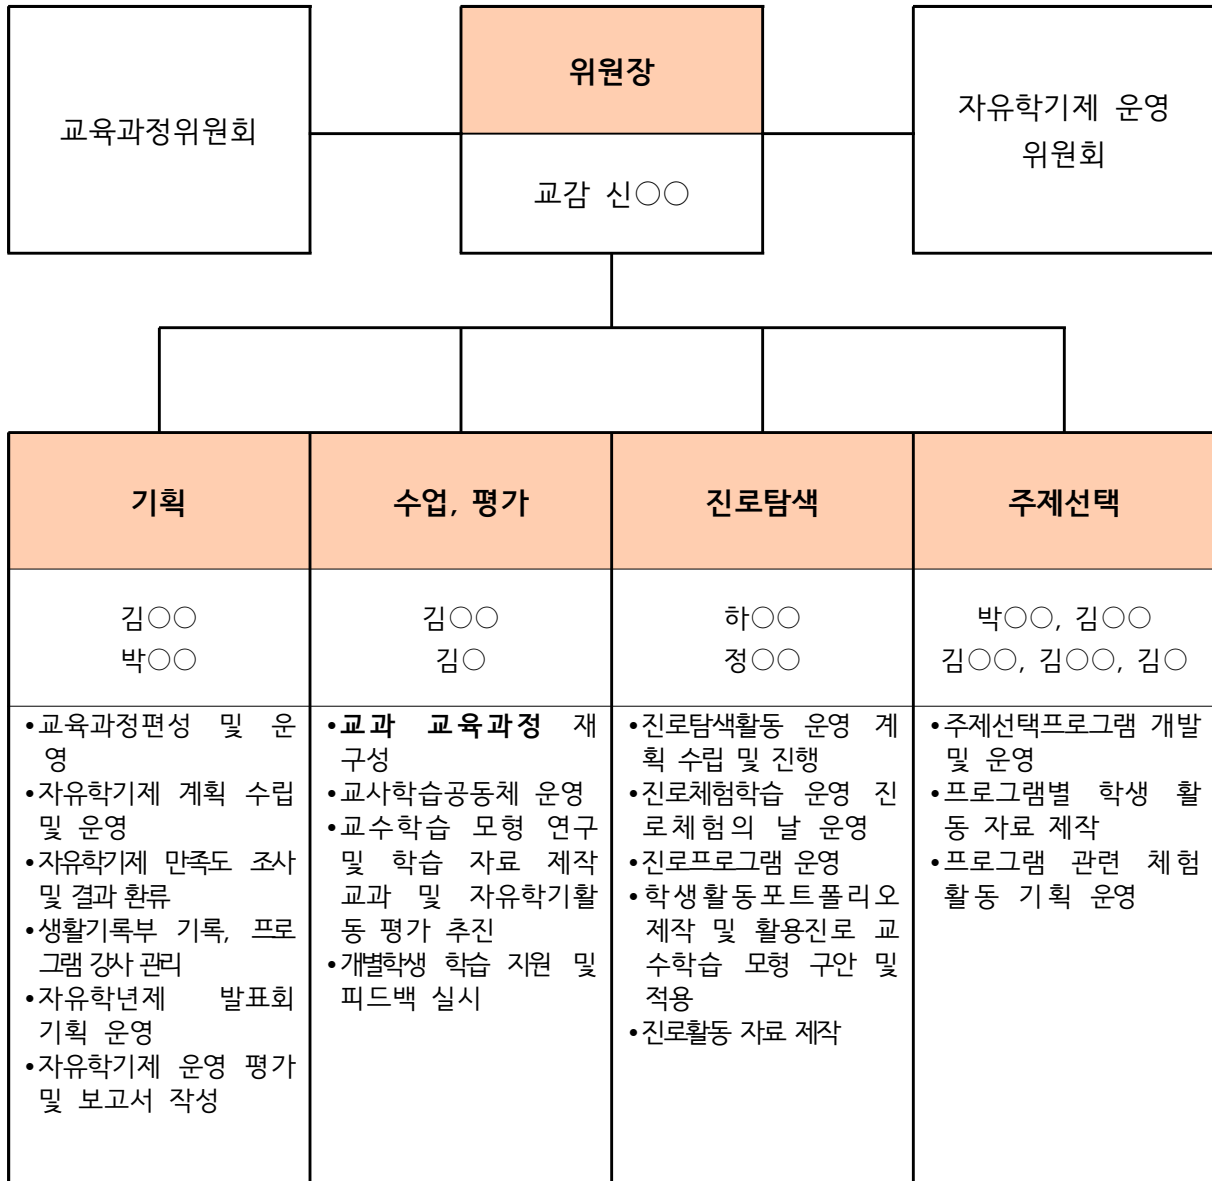 교육과정위원회
위원장
교감 신○○
자유학기제 운영
위원회
기획
수업, 평가
진로탐색
주제선택
김○○
박○○
김○○
김○
하○○
정○○
박○○, 김○○
김○○, 김○○, 김○
•교육과정편성 및 운
영
•자유학기제 계획 수립
및 운영
•자유학기제 만족도 조사
및 결과 환류
•생활기록부 기록, 프로
그램 강사 관리
•자유학년제 발표회
기획 운영
•자유학기제 운영 평가
및 보고서 작성
•교과 교육과정 재
구성
•교사학습공동체 운영
•교수학습 모형 연구
및 학습 자료 제작
교과 및 자유학기활
동 평가 추진
•개별학생 학습 지원 및
피드백 실시
•진로탐색활동 운영 계
획 수립 및 진행
•진로체험학습 운영 진
로체험의 날 운영
•진로프로그램 운영
•학생활동포트폴리오
제작 및 활용진로 교
수학습 모형 구안 및
적용
•진로활동 자료 제작
•주제선택프로그램 개발
및 운영
•프로그램별 학생 활
동 자료 제작
•프로그램 관련 체험
활동 기획 운영